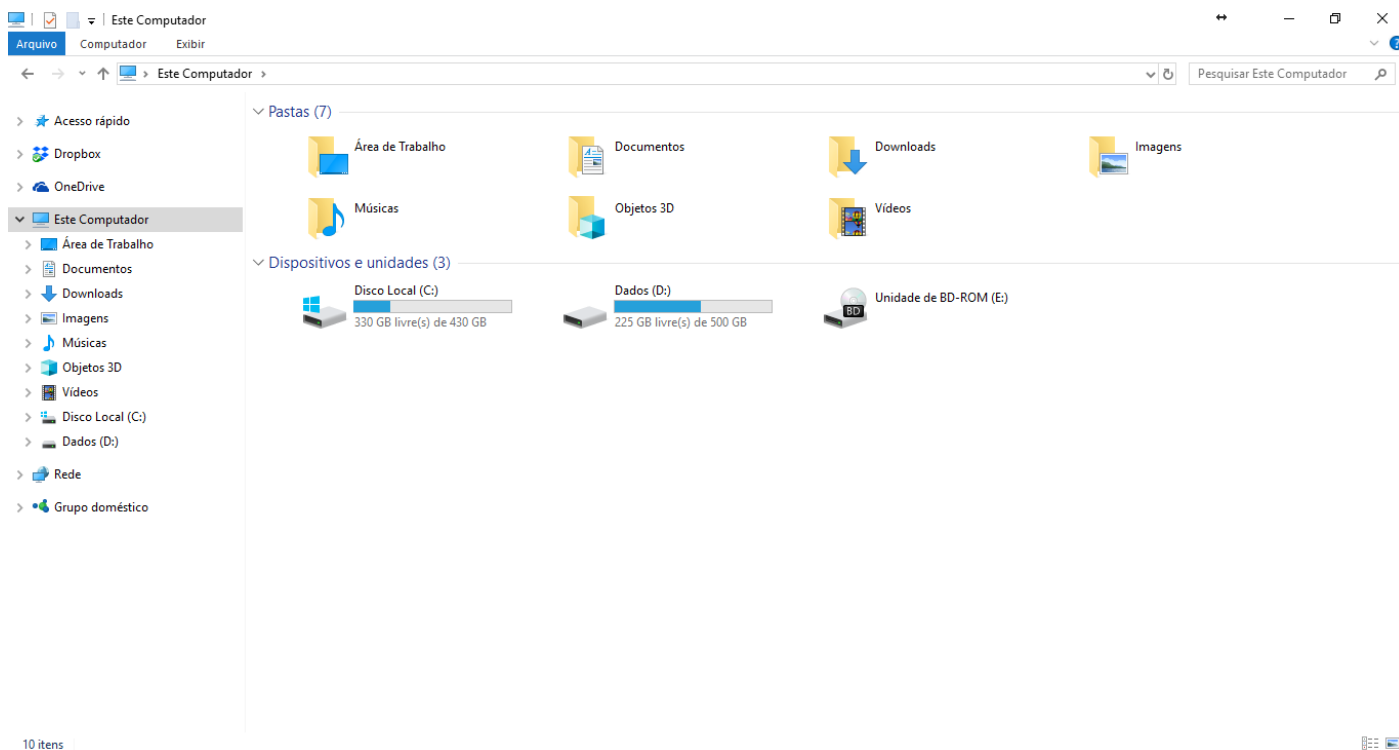 Este Computador
Arquivo Computador Exibir
Este Computador
Pesquisar Este Computador
Acesso rápido
Dropbox
OneDrive
Este Computador
Área de Trabalho
Documentos
Downloads
Imagens
Músicas
Objetos 3D
Vídeos
Disco Local (C:)
Dados (D:)
Rede
Grupo doméstico
Pastas (7)
Área de Trabalho Documentos Downloads Imagens
Músicas Objetos 3D Vídeos
Dispositivos e unidades (3)
Disco Local (C:)
330 GB livre(s) de 430 GB
Dados (D:)
225 GB livre(s) de 500 GB
BD
Unidade de BD-ROM (E:)
10 itens